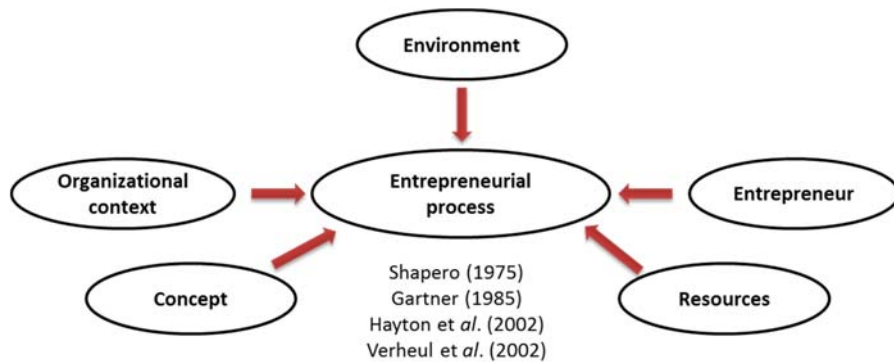 Environment
Organizational
context
Entrepreneurial
process
Entrepreneur
Concept
Shapero (1975)
Gartner (1985)
Hayton et al. (2002)
Verheul et al. (2002)
Resources